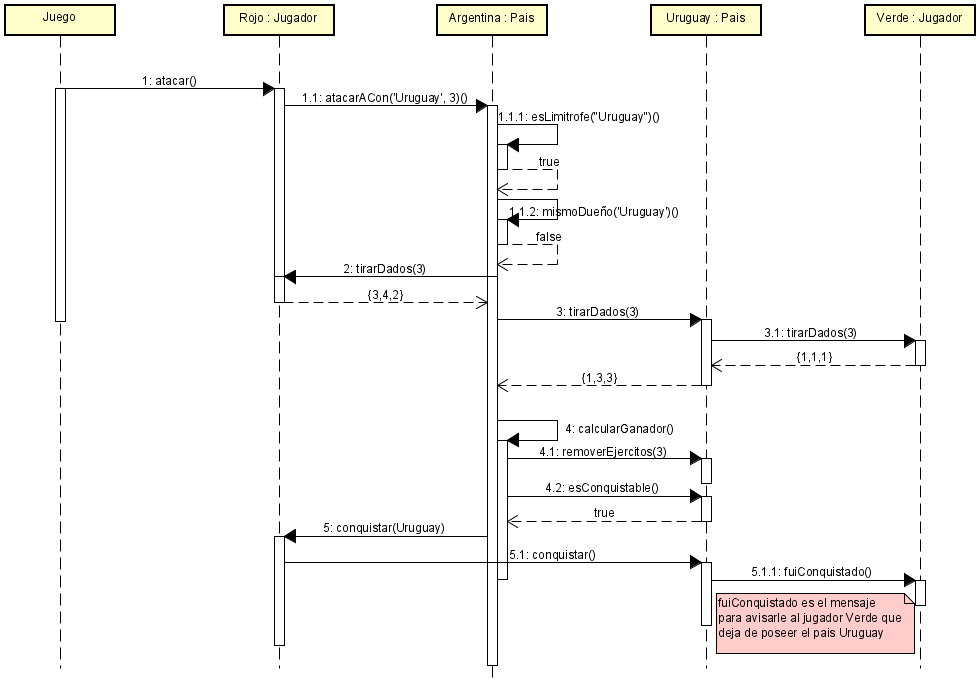 Juego
Rojo : Jugador
Argentina : Pais
Uruguay : Pais
Verde : Jugador
1: atacar()
1.1: atacarACon('Uruguay', 3)()
1.1.1: esLimitrofe("Uruguay")()
true
1.1.2: mismoDueño('Uruguay')()
false
2: tirarDados(3)
{3,4,2}
3: tirarDados(3)
3.1: tirarDados(3)
{1,1,1}
{1,3,3}
4: calcularGanador()
4.1: removerEjercitos(3)
4.2: esConquistable()
true
5: conquistar(Uruguay)
5.1: conquistar()
5.1.1: fuiConquistado()
fuiConquistado es el mensaje
para avisarle al jugador Verde que
deja de poseer el pais Uruguay